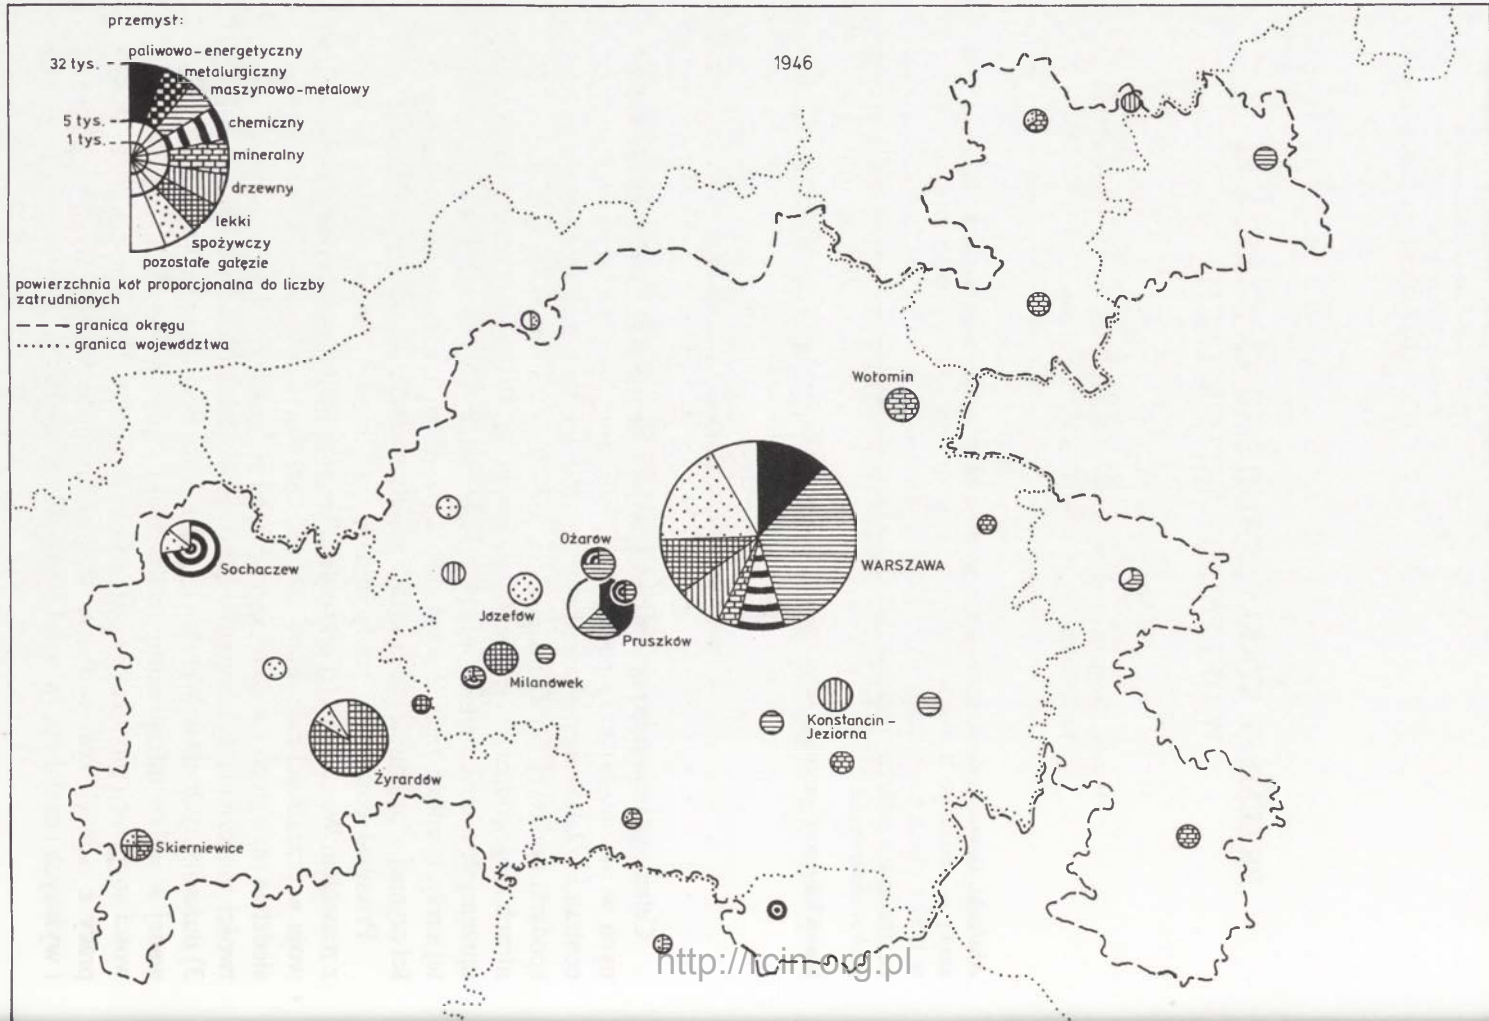 przemysł:
paliwowo-energetyczny
32 tys.
metalurgiczny
maszynowo-metalowy
5 tys.
chemiczny
1 tys.
mineralny
drzewny
lekki
spożywczy
pozostałe gałęzie
powierzchnia kół proporcjonalna do liczby
zatrudnionych
granica okręgu
granica województwa
1946
Wołomin
Ożarów
WARSZAWA
Sochaczew
Józefów
Pruszków
Milanówek
Konstancin –
Jeziorna
Żyrardów
Skierniewice
http://rcin.org.pl